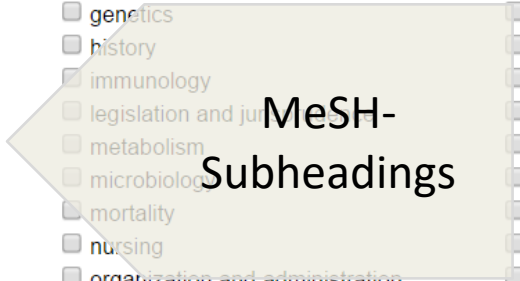 genetics
history
immunology
legislation and jurisprudence
metabolism
microbiology
mortality
nursing
organization and administration
MeSH-
Subheadings